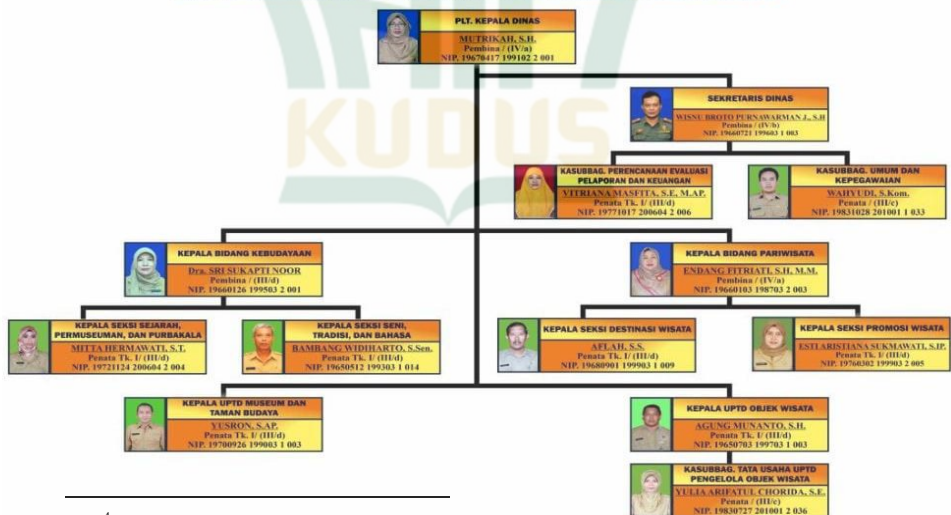 PLT. KEPALA DINAS
MUTRIKAH, S.H.
Pembina / (IV/a)
NIP. 19670417 199102 2 001
KUDUS
SEKRETARIS DINAS
WISNU BROTO PURNAWARMAN J., S.H
Pembina / (IV/b)
NIP. 19660721 199603 1 003
KASUBBAG. PERENCANAAN EVALUASI
PELAPORAN DAN KEUANGAN
VITRIANA MASFITA, S.E, M.AP.
Penata Tk. I/ (III/d)
NIP. 19771017 200604 2 006
KASUBBAG. UMUM DAN
KEPEGAWAIAN
WAHYUDI, S.Kom.
Penata / (III/c)
NIP. 19831028 201001 1 033
KEPALA BIDANG KEBUDAYAAN
Dra. SRI SUKAPTI NOOR
Pembina / (III/d)
NIP. 19660126 199503 2 001
KEPALA BIDANG PARIWISATA
ENDANG FITRIATI, S.H, M.M.
Pembina / (IV/a)
NIP. 19660103 198703 2 003
KEPALA SEKSI SEJARAH,
PERMUSEUMAN, DAN PURBAKALA
MITTA HERMAWATI, S.T.
Penata Tk. I/ (III/d)
NIP. 19721124 200604 2 004
KEPALA SEKSI SENI,
TRADISI, DAN BAHASA
BAMBANG WIDIHARTO, S.Sen.
Penata Tk. I/ (III/d)
NIP. 19650512 199303 1 014
KEPALA SEKSI DESTINASI WISATA
AFLAH, S.S.
Penata Tk. I/ (III/d)
NIP. 19680901 199903 1 009
KEPALA SEKSI PROMOSI WISATA
ESTI ARISTIANA SUKMAWATI, S.IP.
Penata Tk. I/ (III/d)
NIP. 19760302 199903 2 005
KEPALA UPTD MUSEUM DAN
TAMAN BUDAYA
YUSRON, S.AP.
Penata Tk. I/ (III/d)
NIP. 19700926 199003 1 003
KEPALA UPTD OBJEK WISATA
AGUNG MUNANTO, S.H.
Penata Tk. I/ (III/d)
NIP. 19650703 199703 1 003
KASUBBAG. TATA USAHA UPTD
PENGELOLA OBJEK WISATA
YULIA ARIFATUL CHORIDA, S.E.
Penata / (III/c)
NIP. 19830727 201001 2 036